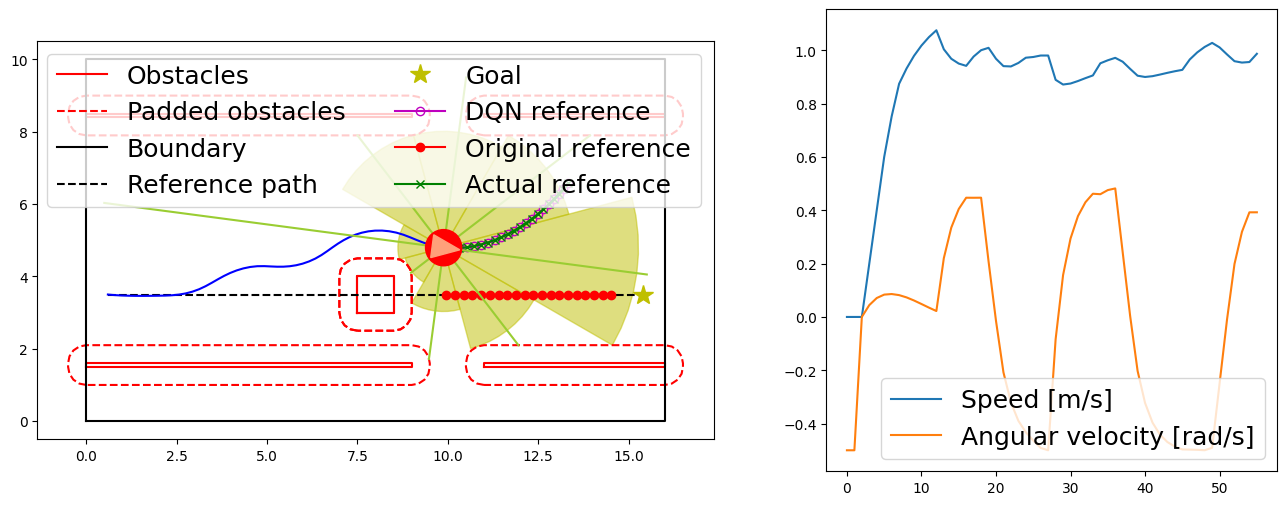 10
8
6
4
2
0
Obstacles
Padded obstacles
Boundary
Reference path
Goal
DQN reference
Original reference
Actual reference
0.0 2.5 5.0 7.5 10.0 12.5 15.0
1.0
0.8
0.6
0.4
0.2
0.0
−0.2
−0.4
Speed [m/s]
Angular velocity [rad/s]
0 10 20 30 40 50